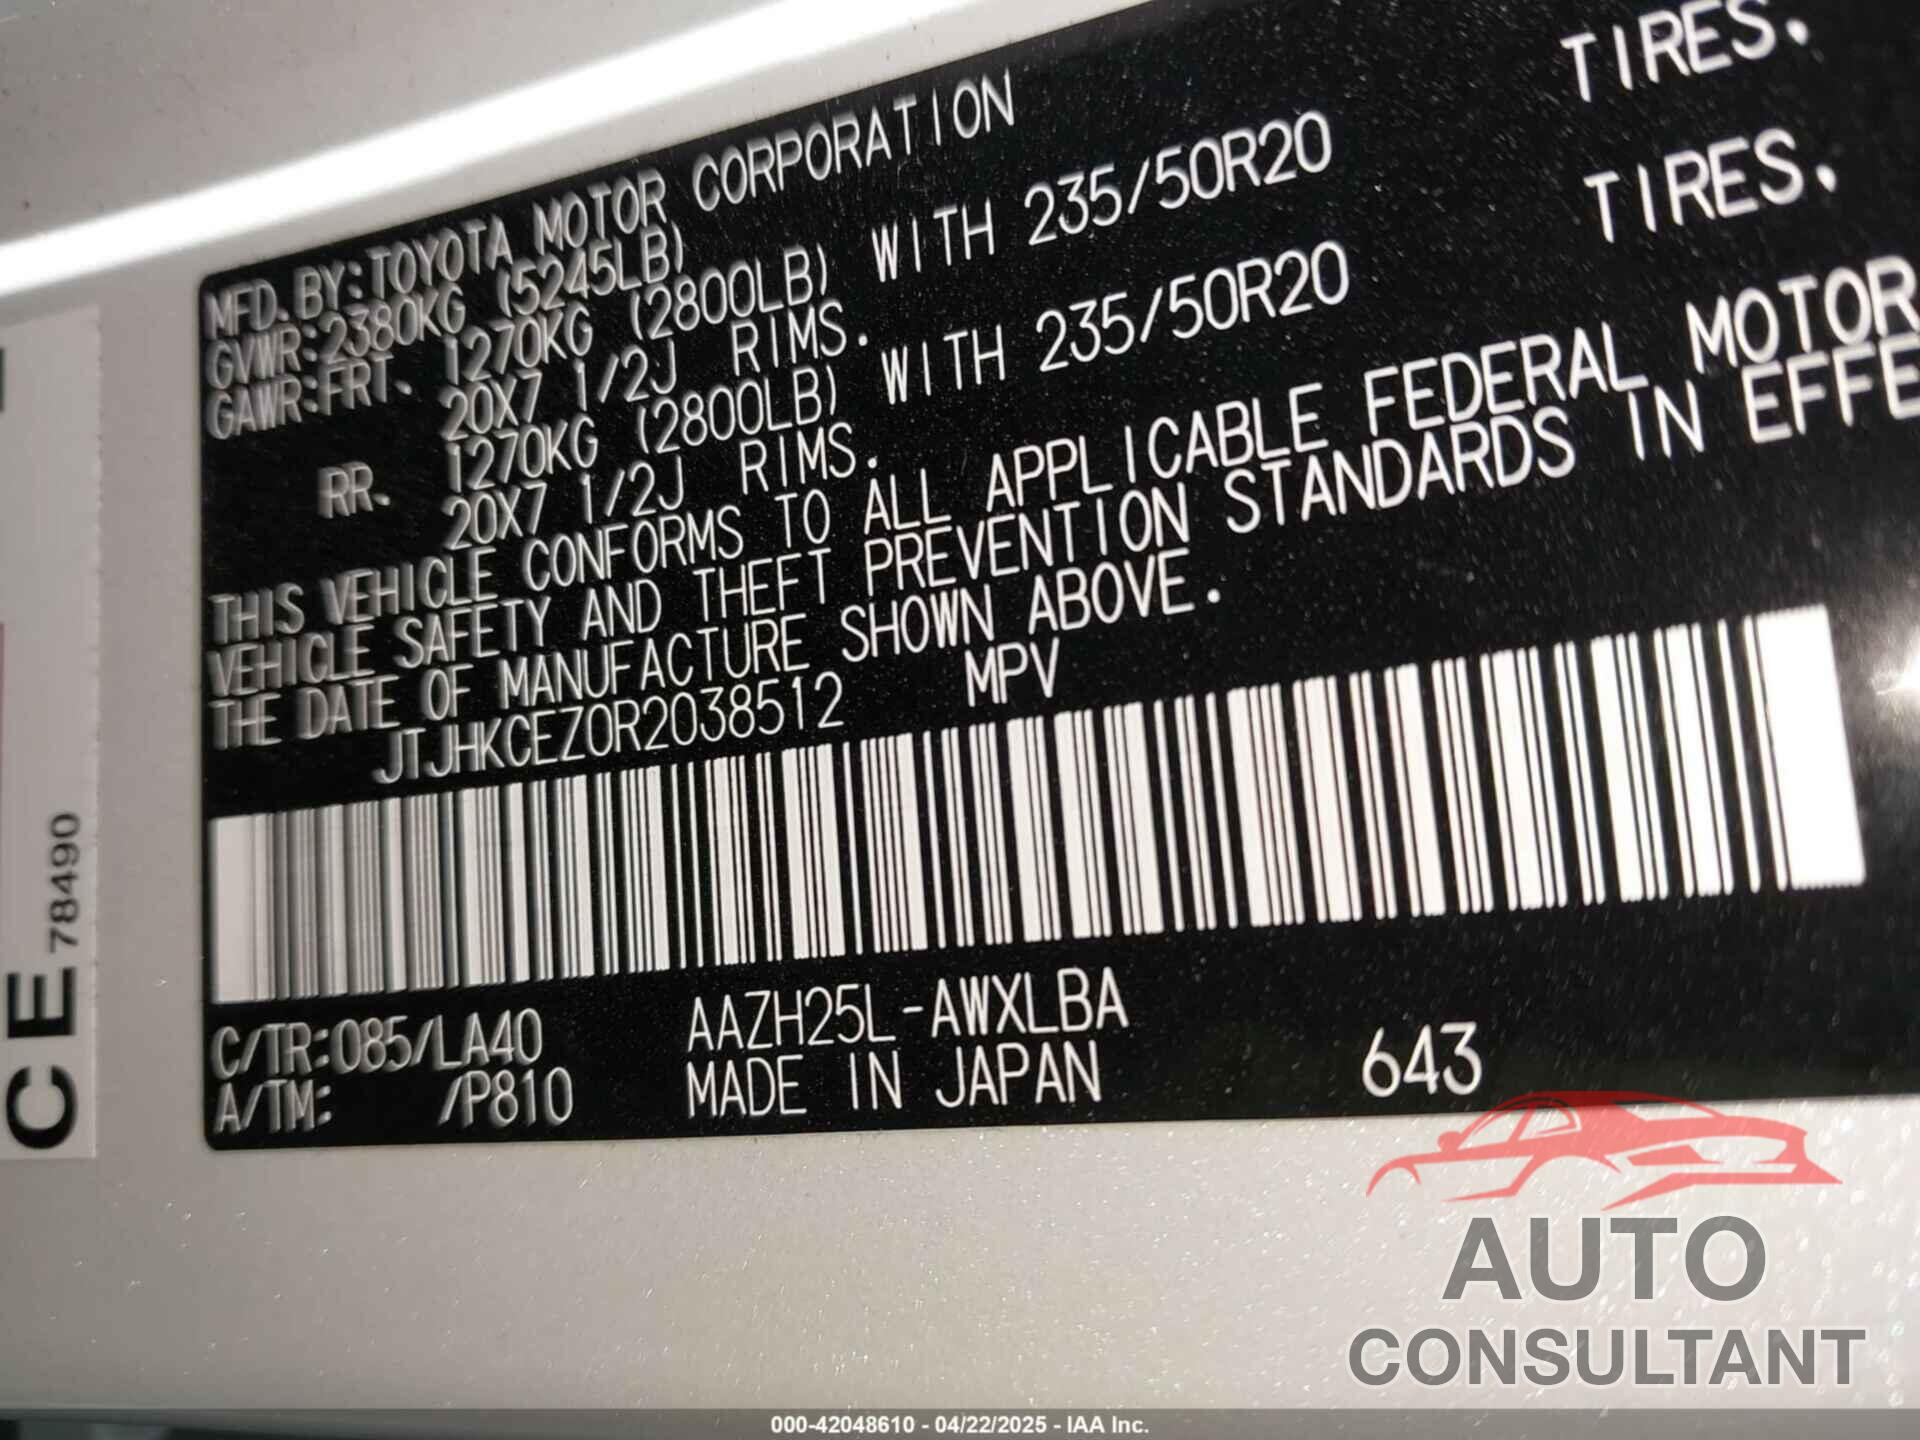 MFD. BY: TOYOTA MOTOR CORPORATION
GVWR: 2380KG (5245LB)
GAWR: FRT. 1270KG (2800LB) WITH 235/50R20 TIRES,
20X7 1/2J RIMS.
RR. 1270KG (2800LB) WITH 235/50R20 TIRES,
20X7 1/2J RIMS.
THIS VEHICLE CONFORMS TO ALL APPLICABLE FEDERAL MOTOR
VEHICLE SAFETY AND THEFT PREVENTION STANDARDS IN EFFE
THE DATE OF MANUFACTURE SHOWN ABOVE.
JTJHKCEZ0R2038512 MPV
C/TR: 085/LA40 AAZH25L-AWXLBA
A/TM: /P810 MADE IN JAPAN 643
CE 78490
AUTO
CONSULTANT
000-42048610 - 04/22/2025 - IAA Inc.